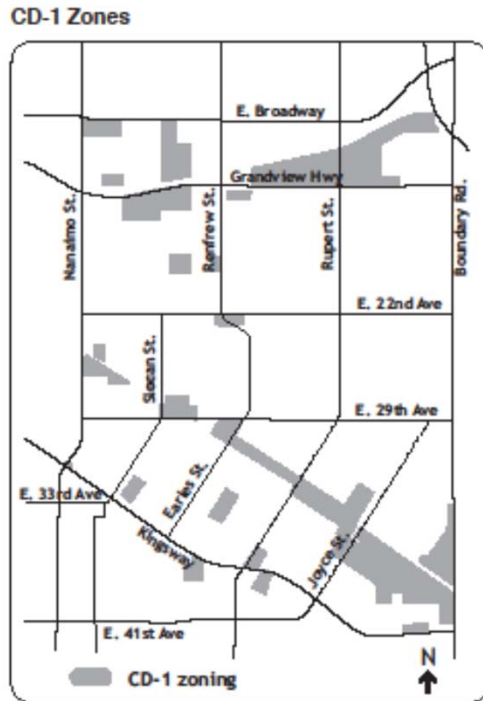 CD-1 Zones
E. Broadway
Grandview Hwy
Nanaimo St.
Renfrew St.
Rupert St.
Boundary Rd.
E. 22nd Ave
Slocan St.
E. 29th Ave
E. 33rd Ave
Earles St.
Kingsway
Joyce St.
E. 41st Ave
CD-1 zoning
N